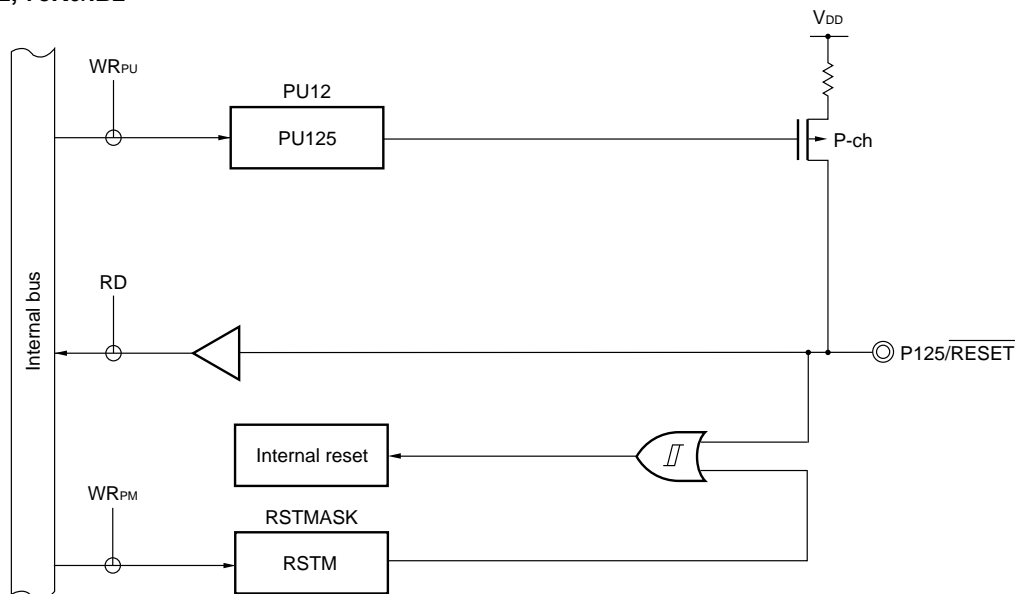 VDD
WRPU
PU12
PU125
P-ch
Internal bus
RD
P125/RESET
Internal reset
WRPM
RSTMASK
RSTM